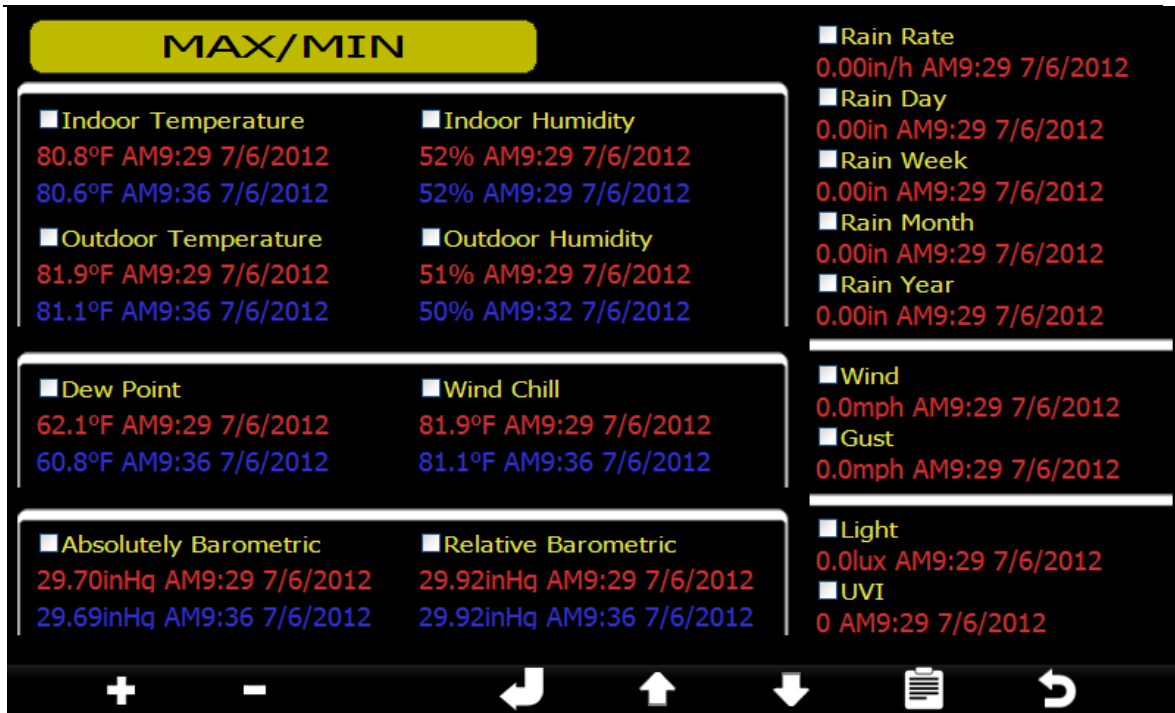 MAX/MIN
Indoor Temperature
80.8ºF AM9:29 7/6/2012
80.6ºF AM9:36 7/6/2012
Indoor Humidity
52% AM9:29 7/6/2012
52% AM9:29 7/6/2012
Outdoor Temperature
81.9ºF AM9:29 7/6/2012
81.1ºF AM9:36 7/6/2012
Outdoor Humidity
51% AM9:29 7/6/2012
50% AM9:32 7/6/2012
Dew Point
62.1ºF AM9:29 7/6/2012
60.8ºF AM9:36 7/6/2012
Wind Chill
81.9ºF AM9:29 7/6/2012
81.1ºF AM9:36 7/6/2012
Absolutely Barometric
29.70inHg AM9:29 7/6/2012
29.69inHg AM9:36 7/6/2012
Relative Barometric
29.92inHg AM9:29 7/6/2012
29.92inHg AM9:36 7/6/2012
Rain Rate
0.00in/h AM9:29 7/6/2012
Rain Day
0.00in AM9:29 7/6/2012
Rain Week
0.00in AM9:29 7/6/2012
Rain Month
0.00in AM9:29 7/6/2012
Rain Year
0.00in AM9:29 7/6/2012
Wind
0.0mph AM9:29 7/6/2012
Gust
0.0mph AM9:29 7/6/2012
Light
0.0lux AM9:29 7/6/2012
UVI
0 AM9:29 7/6/2012